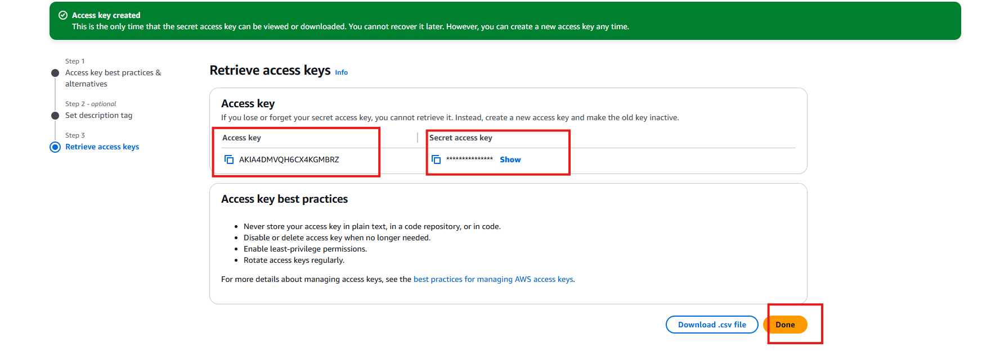 Access key created
This is the only time that the secret access key can be viewed or downloaded. You cannot recover it later. However, you can create a new access key any time.
Step 1
Access key best practices &
alternatives
Step 2 - optional
Set description tag
Step 3
Retrieve access keys
Retrieve access keys Info
Access key
If you lose or forget your secret access key, you cannot retrieve it. Instead, create a new access key and make the old key inactive.
Access key
Secret access key
AKIA4DMVQH6CX4KGMBRZ
*************** Show
Access key best practices
• Never store your access key in plain text, in a code repository, or in code.
• Disable or delete access key when no longer needed.
• Enable least-privilege permissions.
• Rotate access keys regularly.
For more details about managing access keys, see the best practices for managing AWS access keys.
Download .csv file
Done